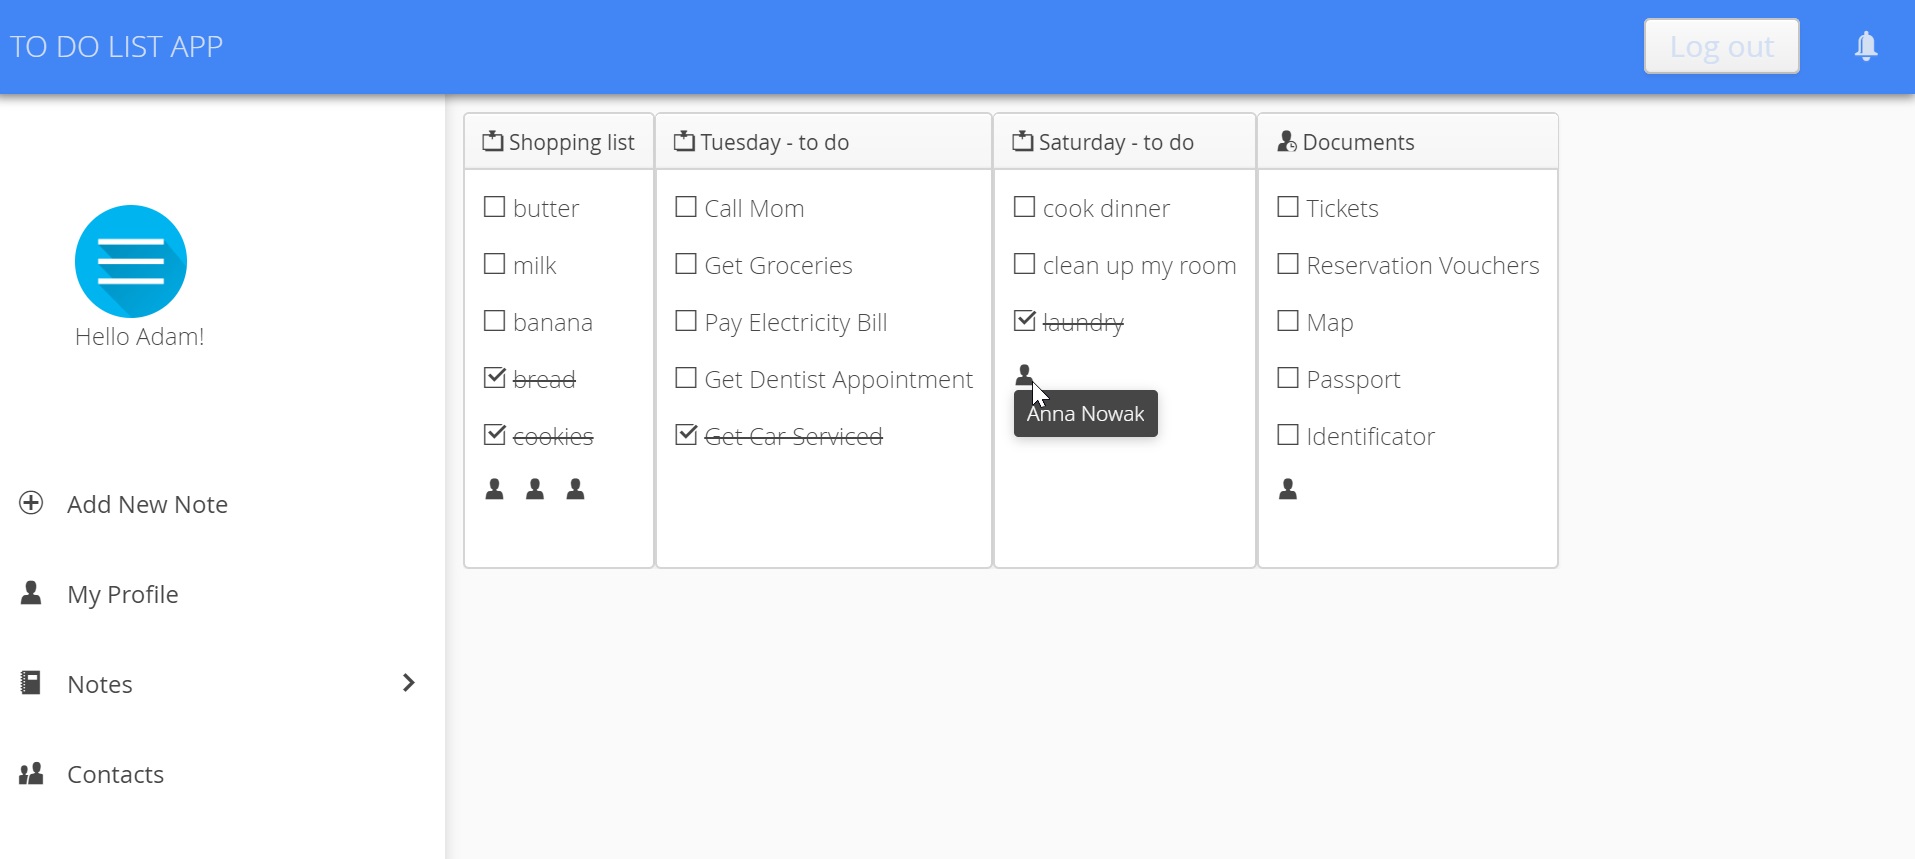 TO DO LIST APP
Log out
Hello Adam!
Add New Note
My Profile
Notes
Contacts
Shopping list
butter
milk
banana
bread
cookies
Tuesday - to do
Call Mom
Get Groceries
Pay Electricity Bill
Get Dentist Appointment
Get Car Serviced
Saturday - to do
cook dinner
clean up my room
laundry
Anna Nowak
Documents
Tickets
Reservation Vouchers
Map
Passport
Identificator